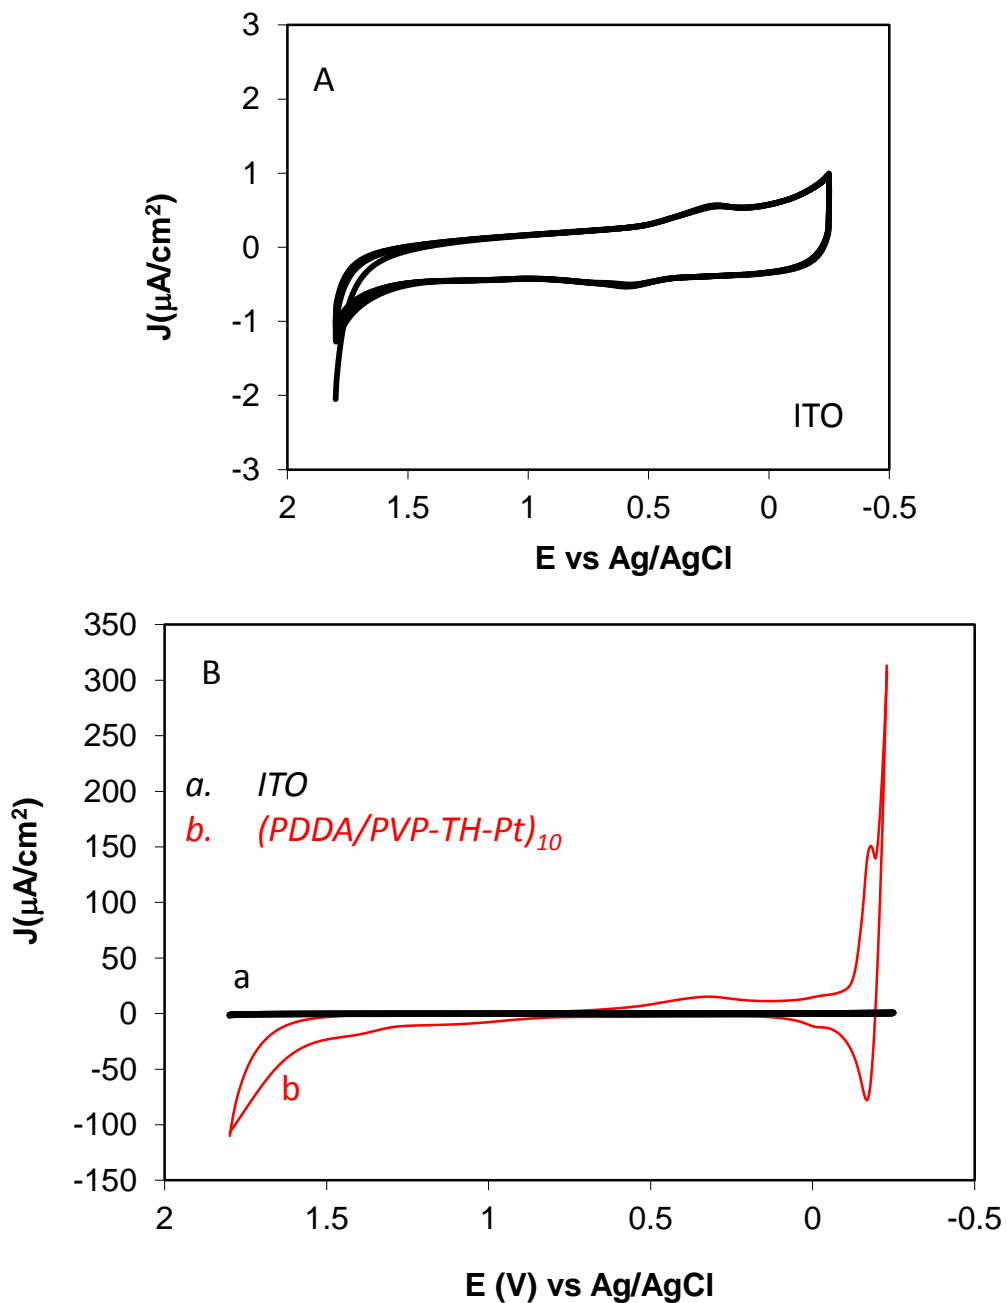 3
A
2
1
0
-1
-2
ITO
-3
2
1.5
1
0.5
0
-0.5
J(μA/cm²)
E vs Ag/AgCl
350
B
300
250
200
a. ITO
b. (PDDA/PVP-TH-Pt)₁₀
150
100
50
a
0
-50
b
-100
-150
2
1.5
1
0.5
0
-0.5
J(μA/cm²)
E (V) vs Ag/AgCl